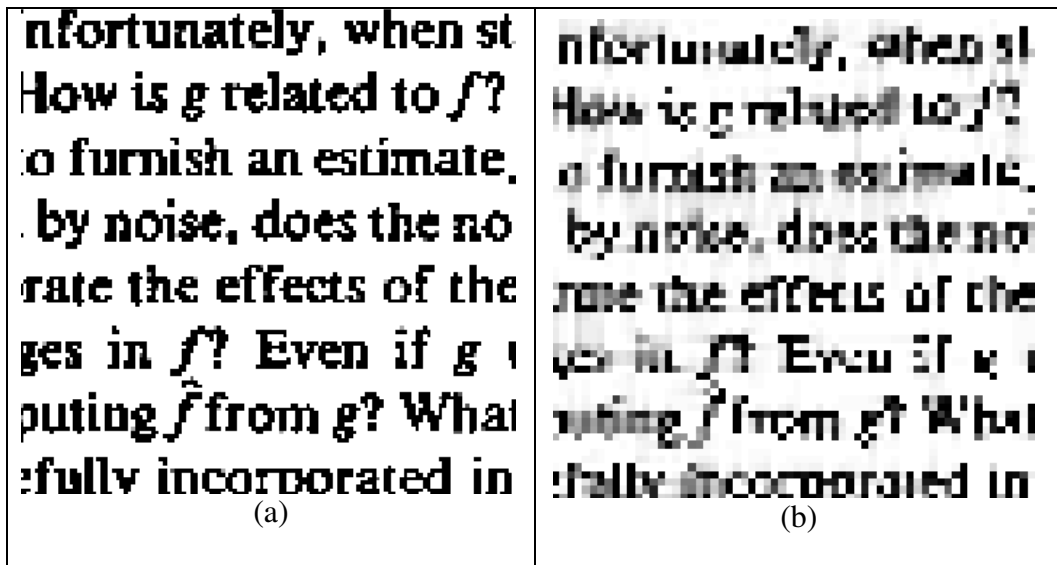 nfortunately, when st
How is g related to f?
to furnish an estimate,
. by noise, does the no
rate the effects of the
ges in f? Even if g
puting f̂ from g? What
efully incorporated in
(a)
nfortunately, when st
How is g related to f?
o furnish an estimate,
by noise, does the no
rate the effects of the
ges in f? Even if g
puting f̂ from g? What
efully incorporated in
(b)